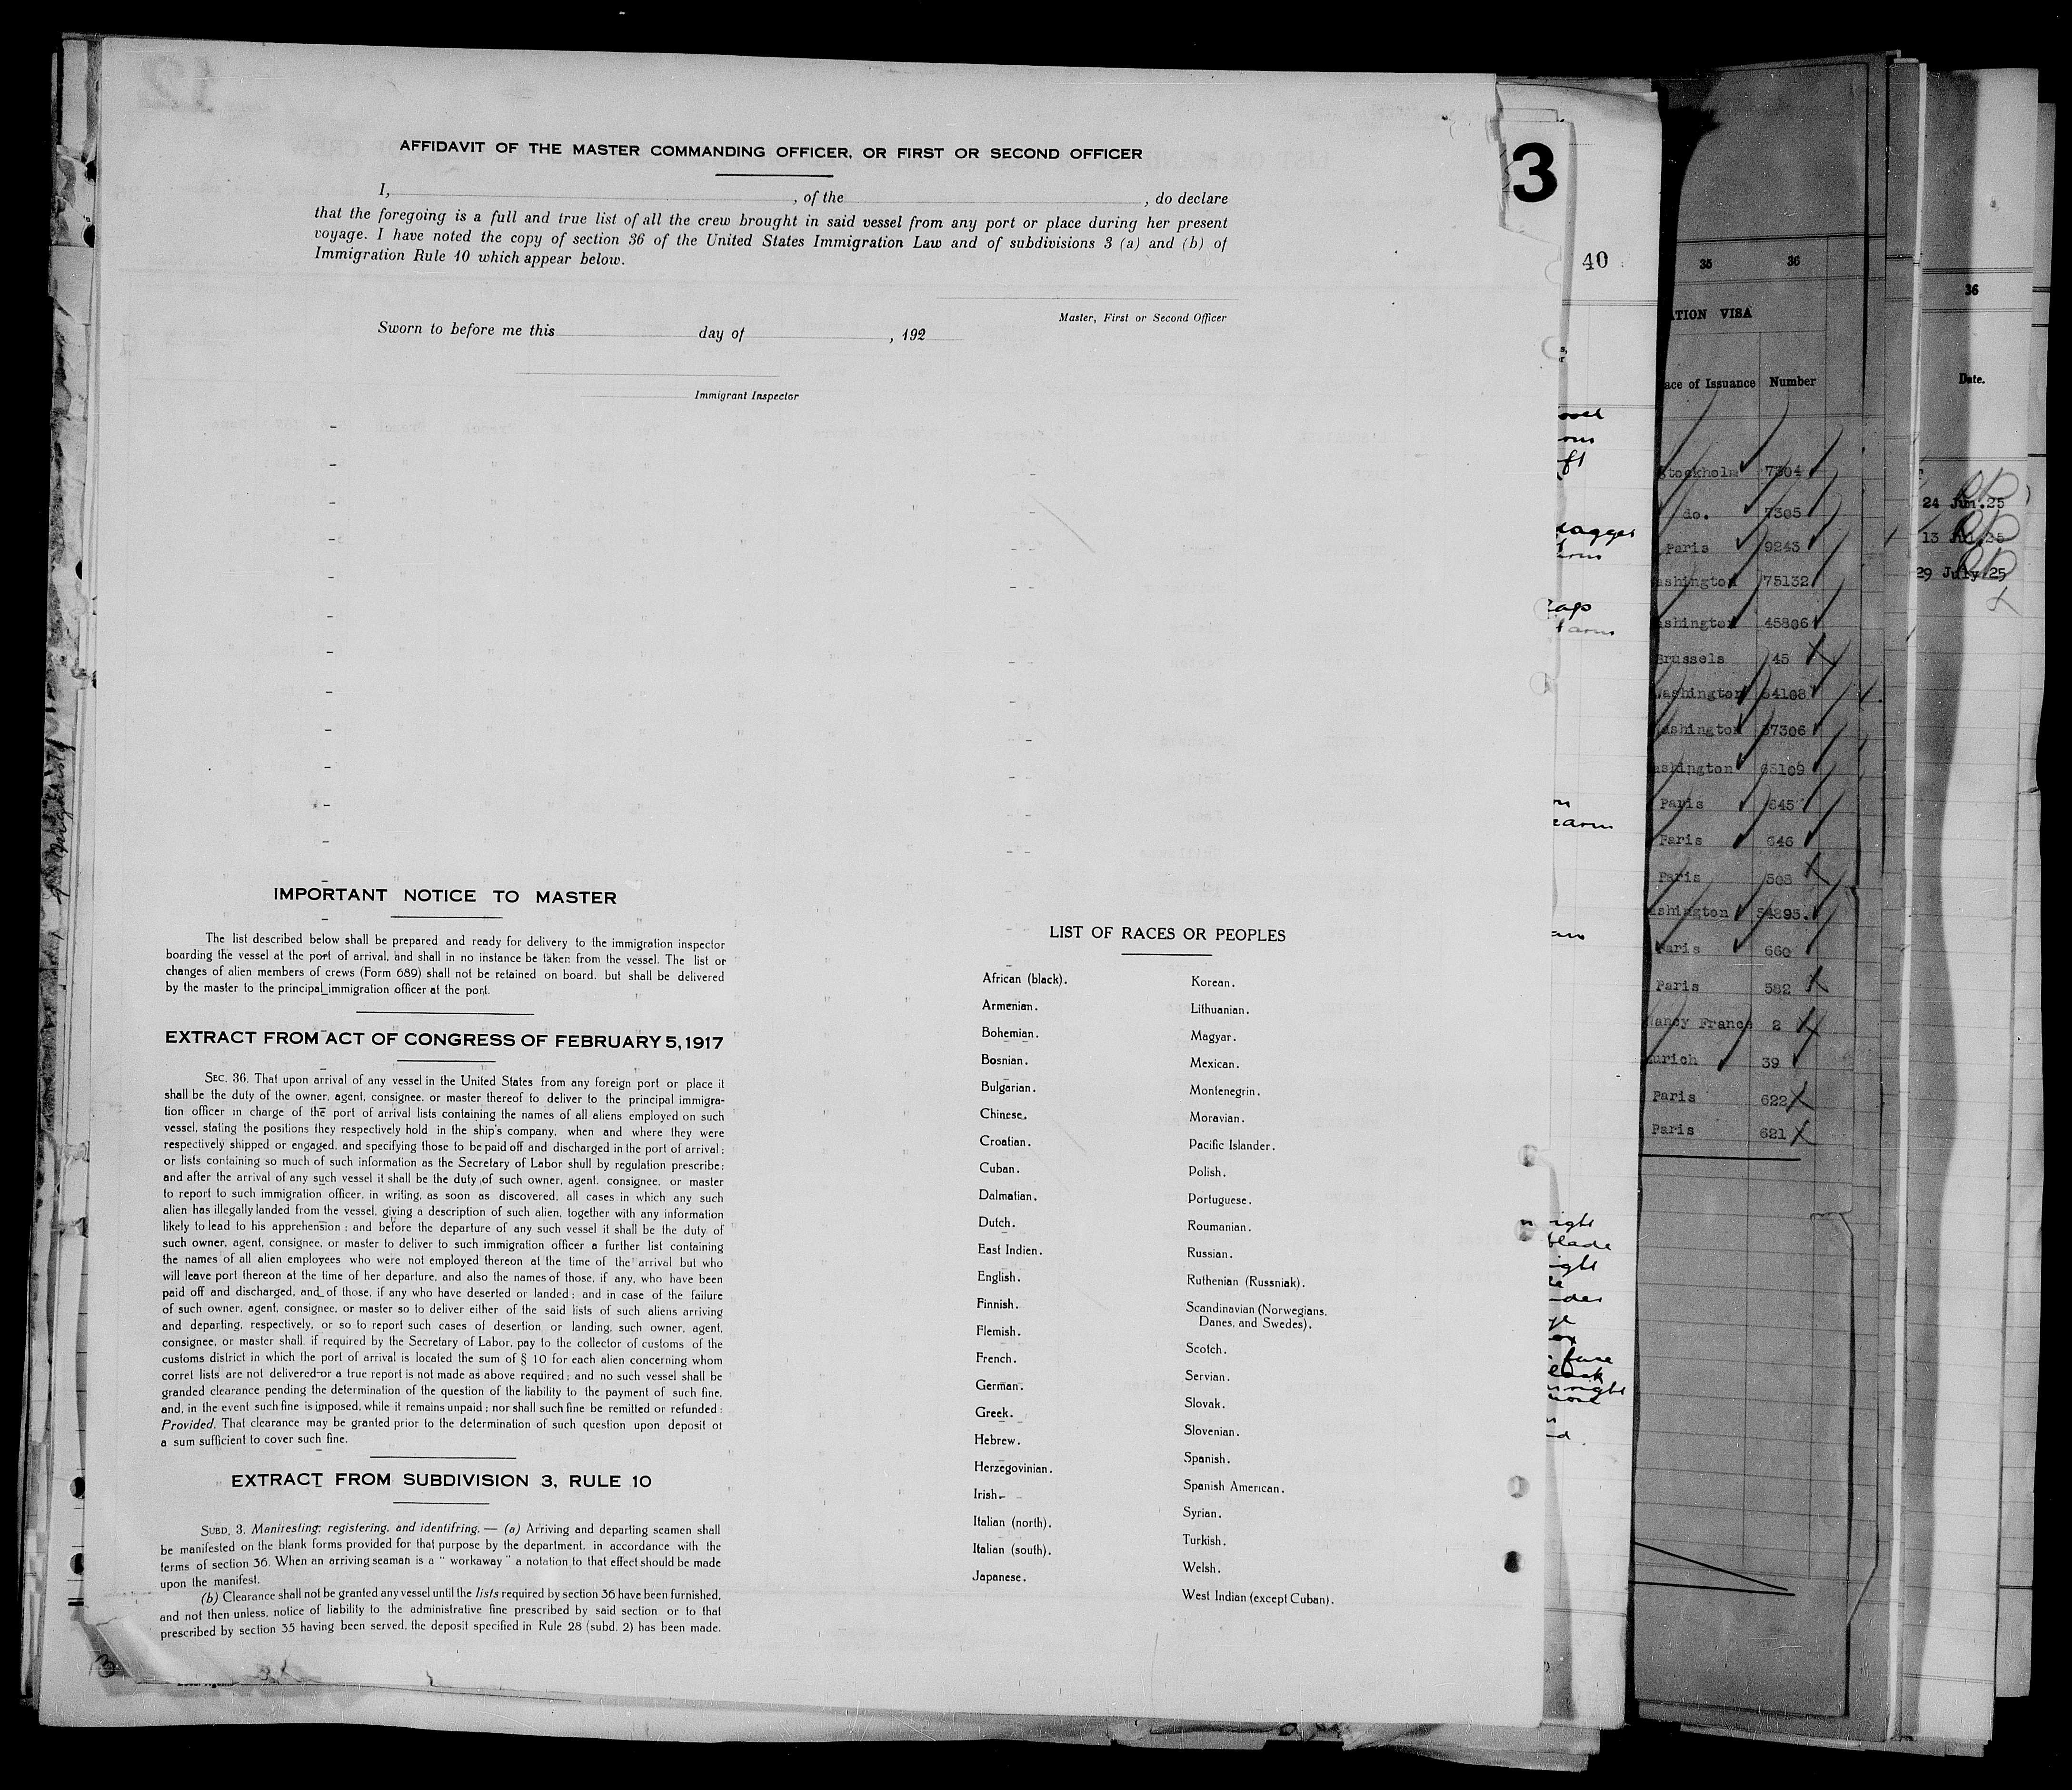 AFFIDAVIT OF THE MASTER COMMANDING OFFICER, OR FIRST OR SECOND OFFICER
I, , of the , do declare
that the foregoing is a full and true list of all the crew brought in said vessel from any port or place during her present
voyage. I have noted the copy of section 36 of the United States Immigration Law and of subdivisions 3 (a) and (b) of
Immigration Rule 10 which appear below.
Master, First or Second Officer
Sworn to before me this day of , 192
Immigrant Inspector
IMPORTANT NOTICE TO MASTER
The list described below shall be prepared and ready for delivery to the immigration inspector
boarding the vessel at the port of arrival, and shall in no instance be taken from the vessel. The list or
changes of alien members of crews (Form 689) shall not be retained on board, but shall be delivered
by the master to the principal immigration officer at the port.
EXTRACT FROM ACT OF CONGRESS OF FEBRUARY 5, 1917
SEC. 36. That upon arrival of any vessel in the United States from any foreign port or place it
shall be the duty of the owner, agent, consignee, or master thereof to deliver to the principal immigra-
tion officer in charge of the port of arrival lists containing the names of all aliens employed on such
vessel, stating the positions they respectively hold in the ship's company, when and where they were
respectively shipped or engaged, and specifying those to be paid off and discharged in the port of arrival;
or lists containing so much of such information as the Secretary of Labor shull by regulation prescribe;
and after the arrival of any such vessel it shall be the duty of such owner, agent, consignee, or master
to report to such immigration officer, in writing, as soon as discovered, all cases in which any such
alien has illegally landed from the vessel, giving a description of such alien, together with any information
likely to lead to his apprehension; and before the departure of any such vessel it shall be the duty of
such owner, agent, consignee, or master to deliver to such immigration officer a further list containing
the names of all alien employees who were not employed thereon at the time of the arrival but who
will leave port thereon at the time of her departure, and also the names of those, if any, who have been
paid off and discharged, and of those, if any who have deserted or landed; and in case of the failure
of such owner, agent, consignee, or master so to deliver either of the said lists of such aliens arriving
and departing, respectively, or so to report such cases of desertion or landing, such owner, agent,
consignee, or master shall, if required by the Secretary of Labor, pay to the collector of customs of the
customs district in which the port of arrival is located the sum of § 10 for each alien concerning whom
corret lists are not delivered or a true report is not made as above required; and no such vessel shall be
granded clearance pending the determination of the question of the liability to the payment of such fine,
and, in the event such fine is imposed, while it remains unpaid; nor shall such fine be remitted or refunded:
Provided, That clearance may be granted prior to the determination of such question upon deposit of
a sum sufficient to cover such fine.
EXTRACT FROM SUBDIVISION 3, RULE 10
SUBD. 3. Manifesting; registering, and identifring. — (a) Arriving and departing seamen shall
be manifested on the blank forms provided for that purpose by the department, in accordance with the
terms of section 36. When an arriving seaman is a " workaway " a notation to that effect should be made
upon the manifest.
(b) Clearance shall not be granted any vessel until the lists required by section 36 have been furnished,
and not then unless, notice of liability to the administrative fine prescribed by said section or to that
prescribed by section 35 having been served, the deposit specified in Rule 28 (subd. 2) has been made.
LIST OF RACES OR PEOPLES
African (black).
Armenian.
Bohemian.
Bosnian.
Bulgarian.
Chinese.
Croatian.
Cuban.
Dalmatian.
Dutch.
East Indien.
English.
Finnish.
Flemish.
French.
German.
Greek.
Hebrew.
Herzegovinian.
Irish.
Italian (north).
Italian (south).
Japanese.
Korean.
Lithuanian.
Magyar.
Mexican.
Montenegrin.
Moravian.
Pacific Islander.
Polish.
Portuguese.
Roumanian.
Russian.
Ruthenian (Russniak).
Scandinavian (Norwegians,
Danes, and Swedes).
Scotch.
Servian.
Slovak.
Slovenian.
Spanish.
Spanish American.
Syrian.
Turkish.
Welsh.
West Indian (except Cuban).
3
40
35 36
VISA
Issuance Number
Stockholm 7304
do. 7305
Paris 9243
75132
45806
Brussels 45
Washington 64108
Washington 37306
65109
Paris 645
Paris 646
Paris 508
54895.
Paris 660
Paris 582
Nancy France 2
39
Paris 622
Paris 621
36
Date.
24 Jun.25
13 Jul.25
29 July.25